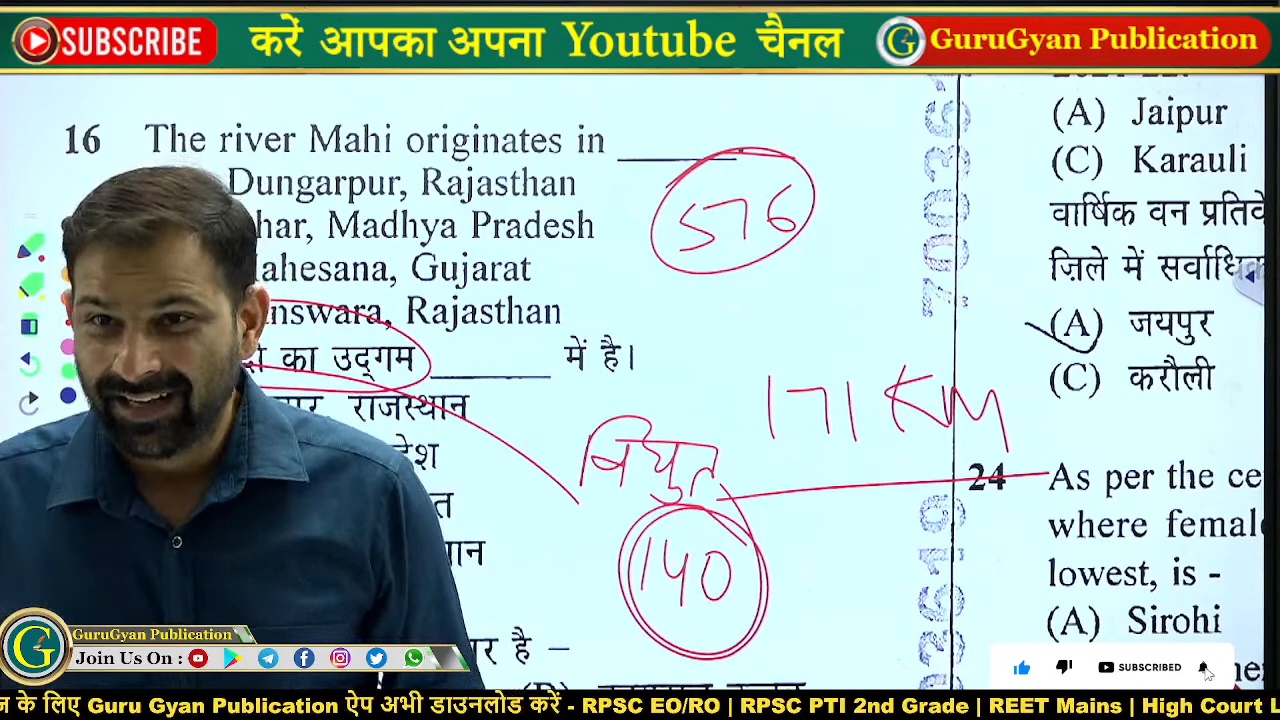 SUBSCRIBE
करें आपका अपना Youtube चैनल
G
GuruGyan Publication
16 The river Mahi originates in ________.
Dungarpur, Rajasthan
har, Madhya Pradesh
ahesana, Gujarat
nswara, Rajasthan
का उद्गम ________ में है।
राजस्थान
576
171 KM
विघुत
140
(A) Jaipur
(C) Karauli
वार्षिक वन प्रतिवे
ज़िले में सर्वाधि
(A) जयपुर
(C) करौली
24 As per the ce
where femal
lowest, is -
(A) Sirohi
है –
G
GuruGyan Publication
Join Us On :
SUBSCRIBED
के लिए Guru Gyan Publication ऐप अभी डाउनलोड करें - RPSC EO/RO | RPSC PTI 2nd Grade | REET Mains | High Court L